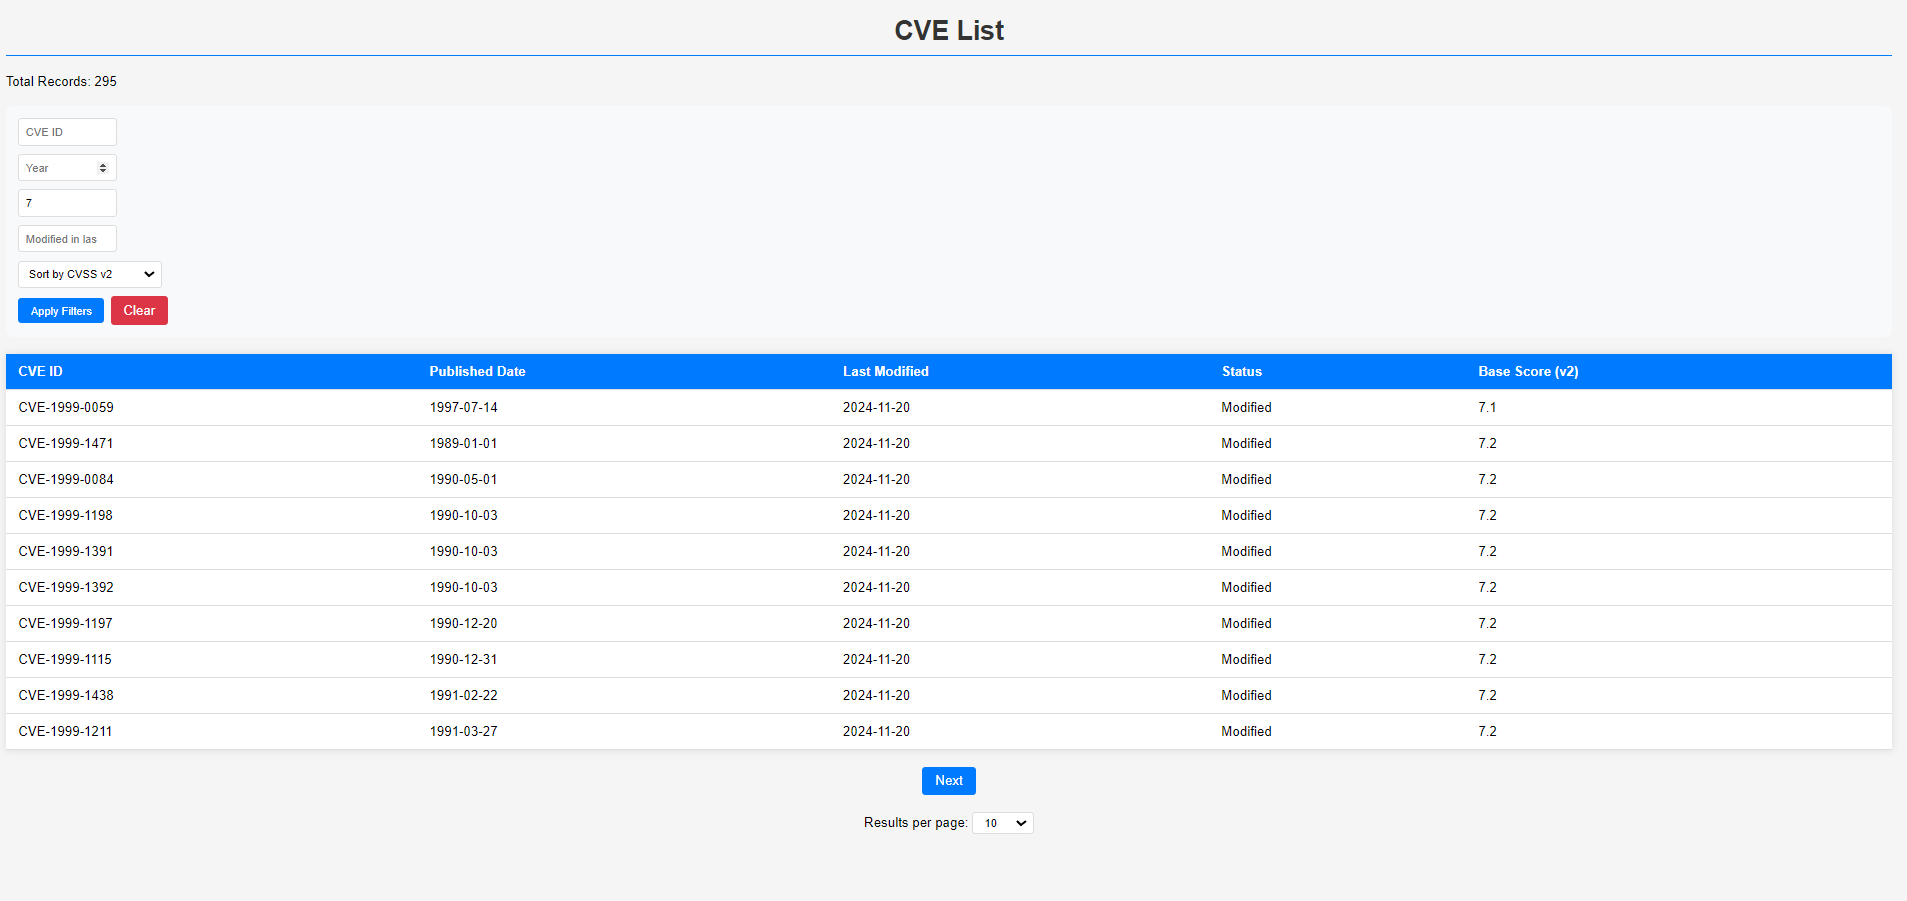 CVE List
Total Records: 295
CVE ID
Year
7
Modified in las
Sort by CVSS v2
Apply Filters Clear
CVE ID Published Date Last Modified Status Base Score (v2)
CVE-1999-0059 1997-07-14 2024-11-20 Modified 7.1
CVE-1999-1471 1989-01-01 2024-11-20 Modified 7.2
CVE-1999-0084 1990-05-01 2024-11-20 Modified 7.2
CVE-1999-1198 1990-10-03 2024-11-20 Modified 7.2
CVE-1999-1391 1990-10-03 2024-11-20 Modified 7.2
CVE-1999-1392 1990-10-03 2024-11-20 Modified 7.2
CVE-1999-1197 1990-12-20 2024-11-20 Modified 7.2
CVE-1999-1115 1990-12-31 2024-11-20 Modified 7.2
CVE-1999-1438 1991-02-22 2024-11-20 Modified 7.2
CVE-1999-1211 1991-03-27 2024-11-20 Modified 7.2
Next
Results per page: 10